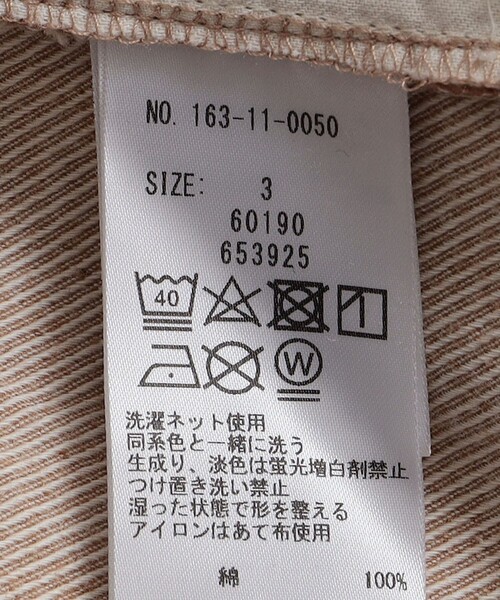 NO. 163-11-0050
SIZE: 3
60190
653925
40
W
洗濯ネット使用
同系色と一緒に洗う
生成り、淡色は蛍光増白剤禁止
つけ置き洗い禁止
湿った状態で形を整える
アイロンはあて布使用
綿 100%